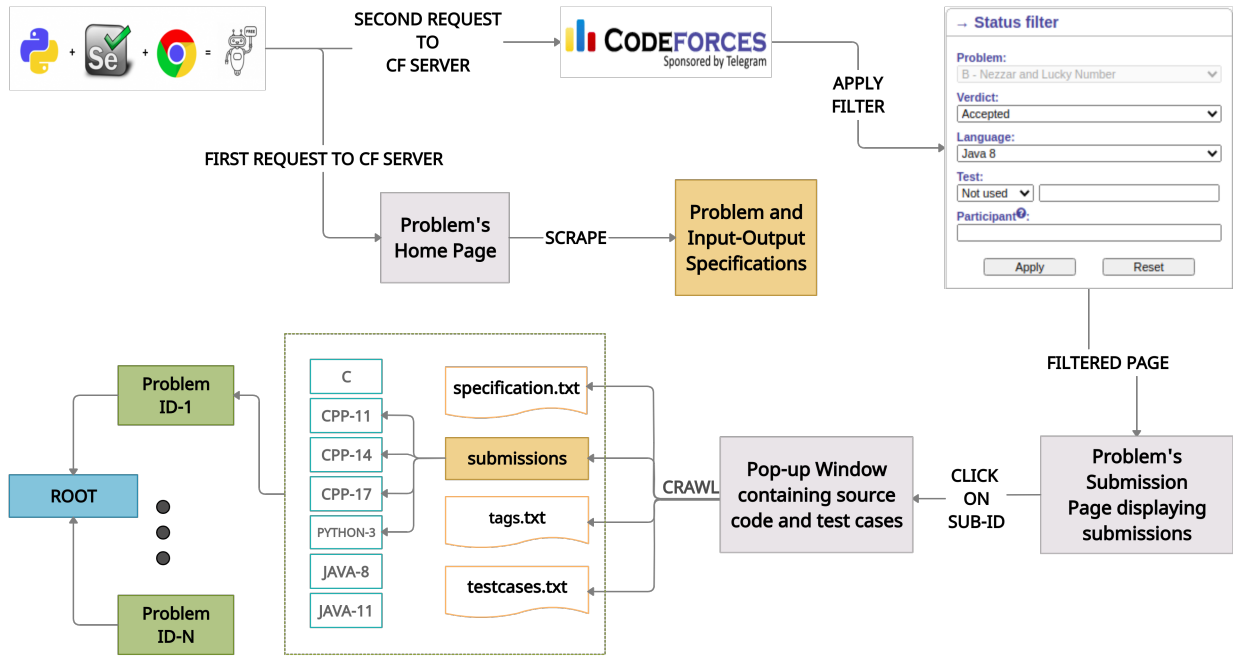 Se
+
+
=
FREE
SECOND REQUEST
TO
CF SERVER
CODEFORCES
Sponsored by Telegram
APPLY
FILTER
→ Status filter
Problem:
B - Nezzar and Lucky Number
Verdict:
Accepted
Language:
Java 8
Test:
Not used
Participant?:
Apply
Reset
FIRST REQUEST TO CF SERVER
Problem's
Home Page
SCRAPE
Problem and
Input-Output
Specifications
FILTERED PAGE
Problem's
Submission
Page displaying
submissions
CLICK
ON
SUB-ID
Pop-up Window
containing source
code and test cases
CRAWL
specification.txt
submissions
tags.txt
testcases.txt
C
CPP-11
CPP-14
CPP-17
PYTHON-3
JAVA-8
JAVA-11
Problem
ID-1
ROOT
Problem
ID-N